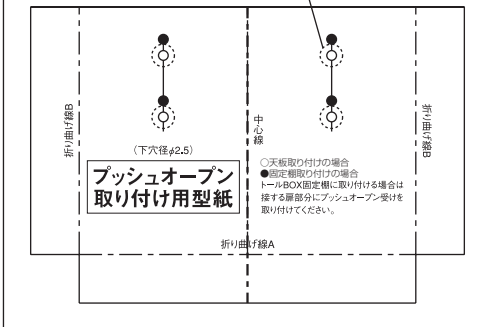 折り曲げ線B
中心線
折り曲げ線B
（下穴径φ2.5）
プッシュオープン
取り付け用型紙
○天板取り付けの場合
●固定棚取り付けの場合
トールBOX固定棚に取り付ける場合は
接する扉部分にプッシュオープン受けを
取り付けてください。
折り曲げ線A